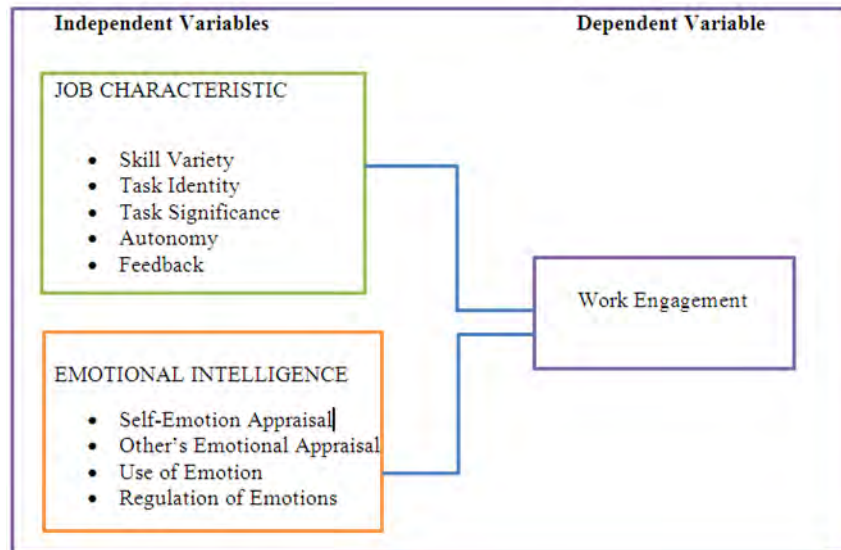 Independent Variables
Dependent Variable
JOB CHARACTERISTIC
• Skill Variety
• Task Identity
• Task Significance
• Autonomy
• Feedback
Work Engagement
EMOTIONAL INTELLIGENCE
• Self-Emotion Appraisal
• Other’s Emotional Appraisal
• Use of Emotion
• Regulation of Emotions